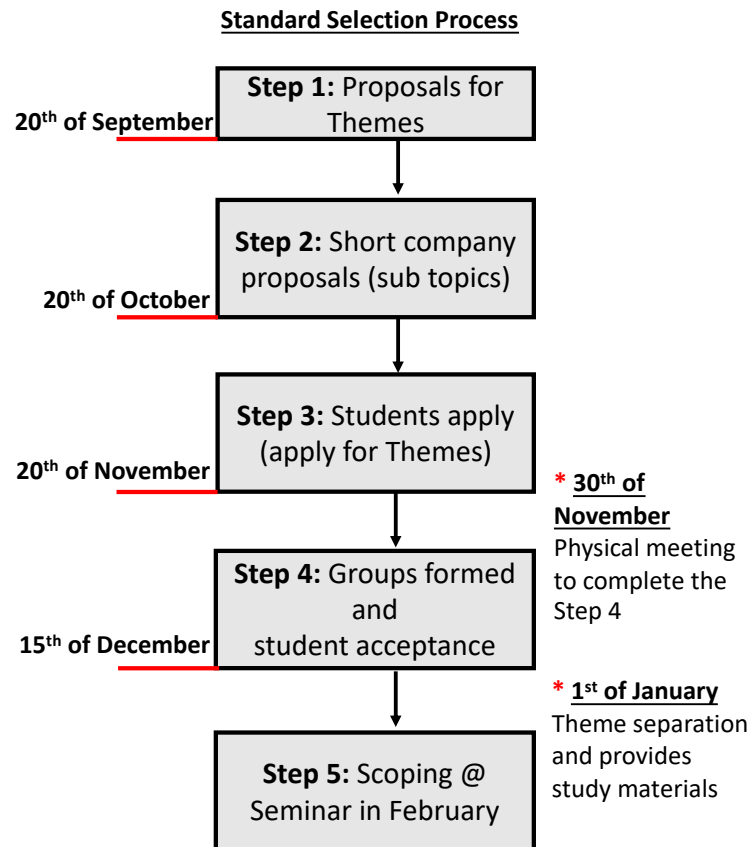 Standard Selection Process
Step 1: Proposals for
Themes
20th of September
Step 2: Short company
proposals (sub topics)
20th of October
Step 3: Students apply
(apply for Themes)
20th of November
* 30th of
November
Physical meeting
to complete the
Step 4
Step 4: Groups formed
and
student acceptance
15th of December
* 1st of January
Theme separation
and provides
study materials
Step 5: Scoping @
Seminar in February